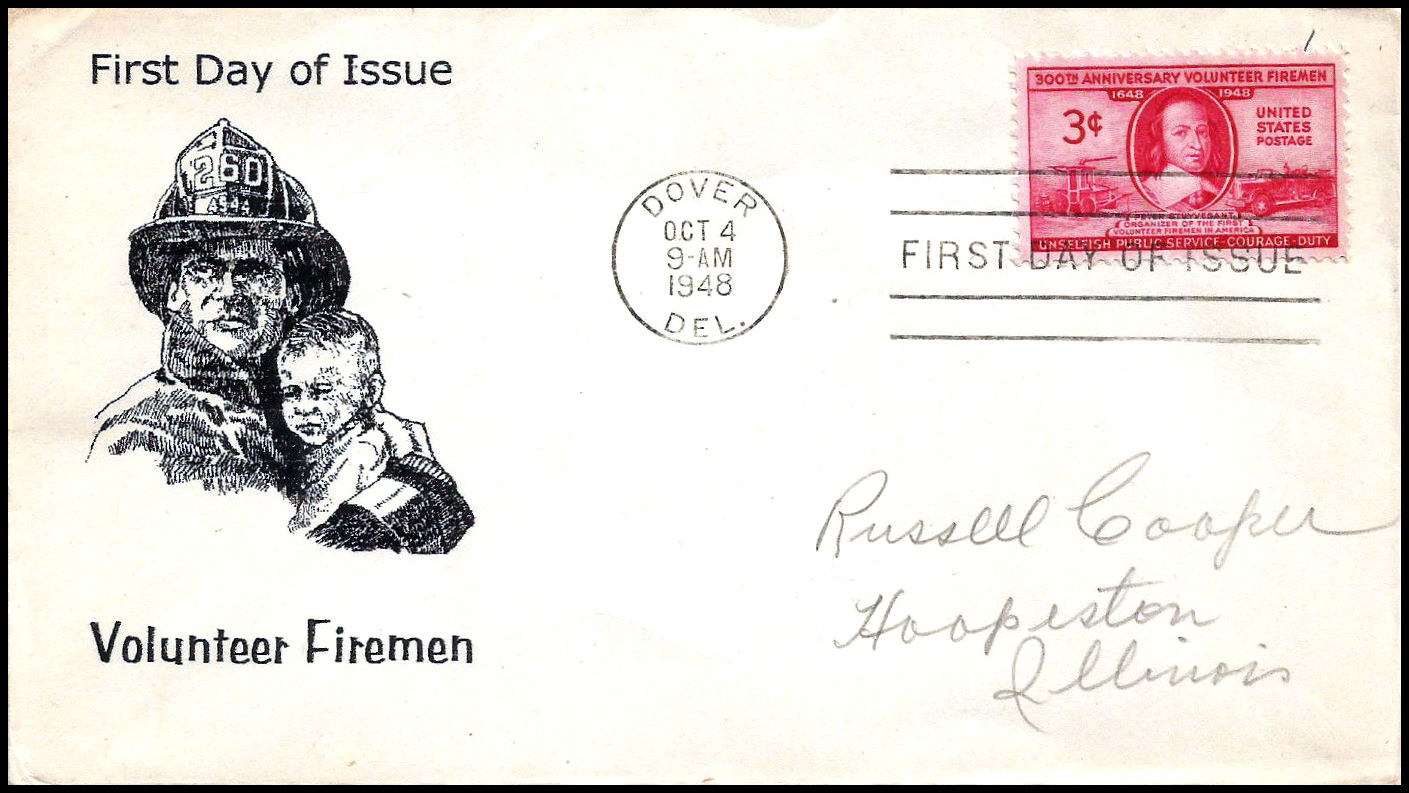 First Day of Issue
260
300TH ANNIVERSARY VOLUNTEER FIREMEN
1648 1948
3¢
UNITED
STATES
POSTAGE
PETER STUYVESANT
ORGANIZER OF THE FIRST
VOLUNTEER FIREMEN IN AMERICA
UNSELFISH PUBLIC SERVICE - COURAGE - DUTY
DOVER
OCT 4
9-AM
1948
DEL.
FIRST DAY OF ISSUE
Russell Cooper
Hoopeston
Illinois
Volunteer Firemen